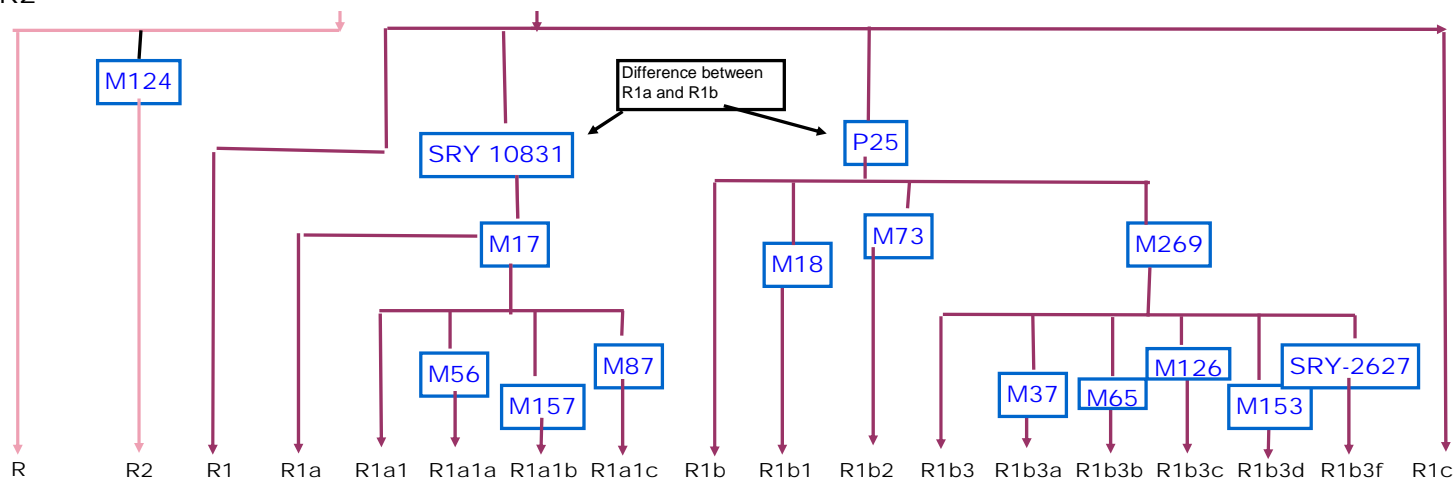 R2
M124
Difference between
R1a and R1b
SRY 10831
P25
M17
M18
M73
M269
M56
M157
M87
M37
M65
M126
M153
SRY-2627
R R2 R1 R1a R1a1 R1a1a R1a1b R1a1c R1b R1b1 R1b2 R1b3 R1b3a R1b3b R1b3c R1b3d R1b3f R1c